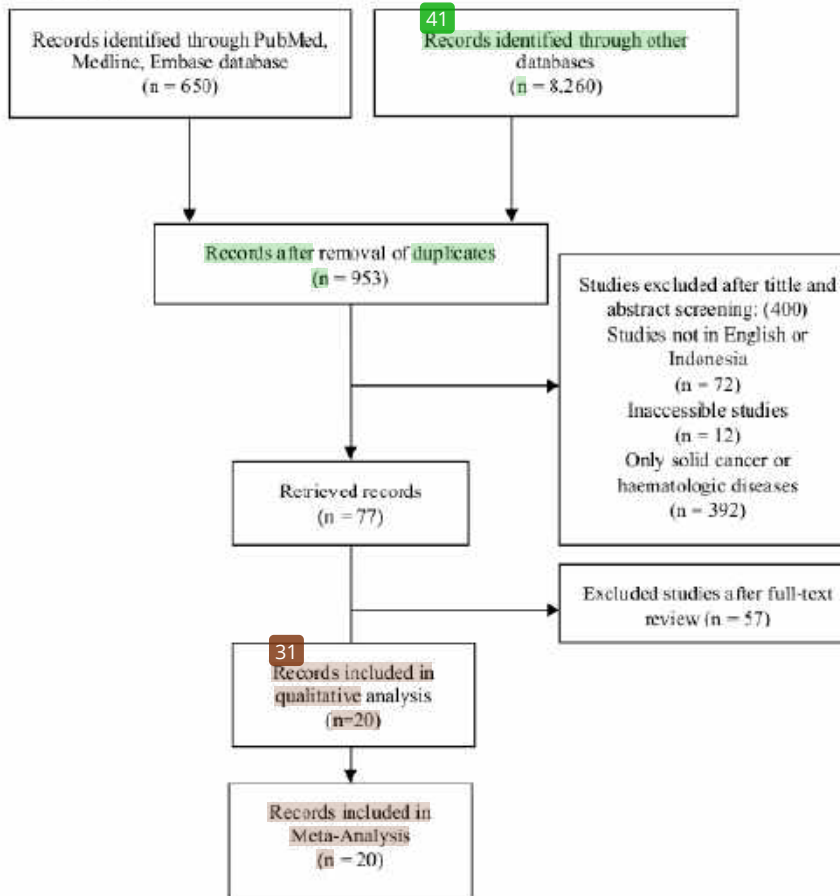 Records identified through PubMed,
Medline, Embase database
(n = 650)
41
Records identified through other
databases
(n = 8.260)
Records after removal of duplicates
(n = 953)
Studies excluded after tittle and
abstract screening: (400)
Studies not in English or
Indonesia
(n = 72)
Inaccessible studies
(n = 12)
Only solid cancer or
haematologic diseases
(n = 392)
Retrieved records
(n = 77)
Excluded studies after full-text
review (n = 57)
31
Records included in
qualitative analysis
(n=20)
Records included in
Meta-Analysis
(n = 20)